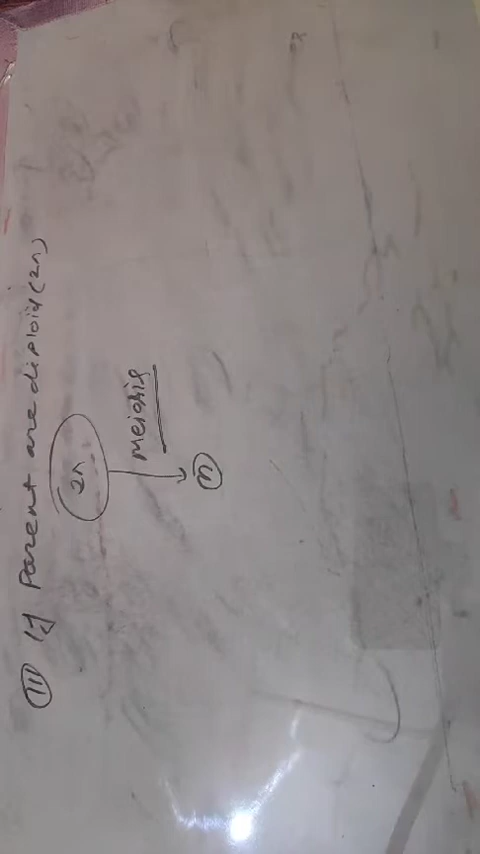 (II) If Parent are diploid (2n)
2n
meiosis
n